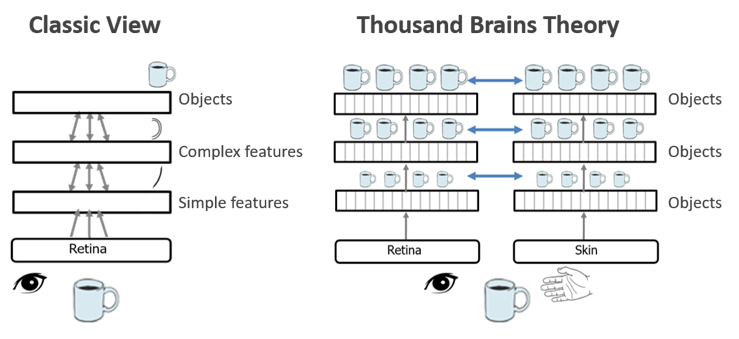 Classic View
Objects
Complex features
Simple features
Retina
Thousand Brains Theory
Objects
Objects
Objects
Retina
Skin